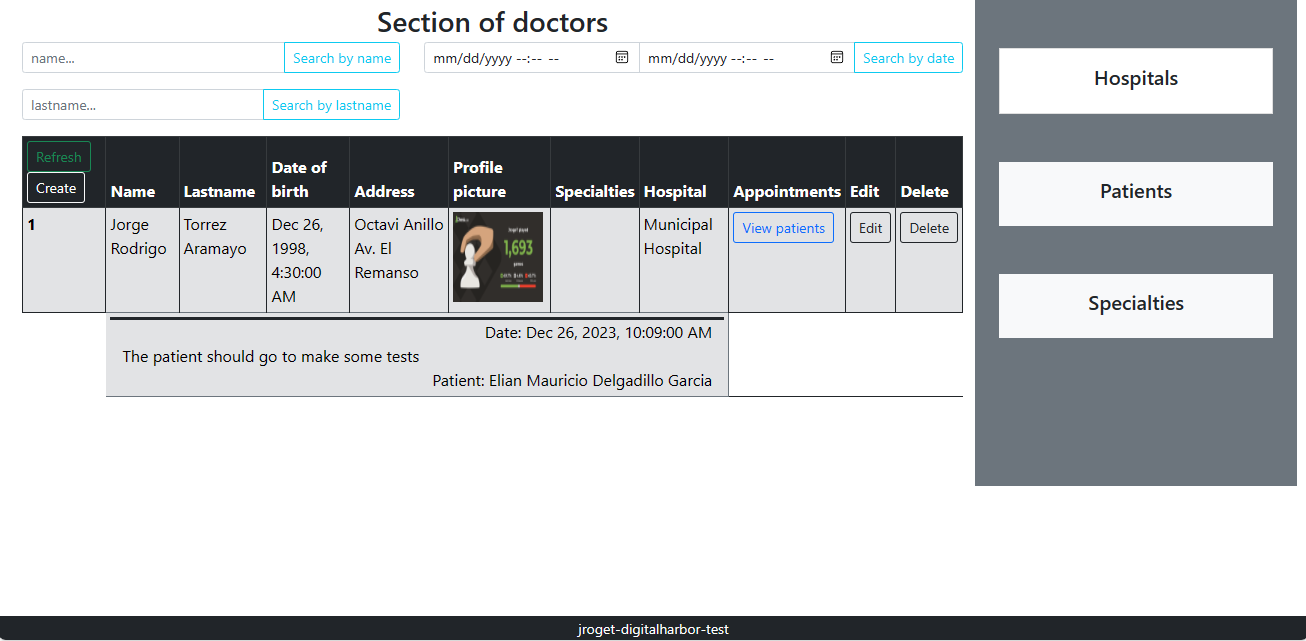 Section of doctors
name...
Search by name
mm/dd/yyyy --:-- --
mm/dd/yyyy --:-- --
Search by date
lastname...
Search by lastname
Hospitals
Patients
Specialties
Refresh
Create
Name
Lastname
Date of
birth
Address
Profile
picture
Specialties
Hospital
Appointments
Edit
Delete
1
Jorge
Rodrigo
Torrez
Aramayo
Dec 26,
1998,
4:30:00
AM
Octavi Anillo
Av. El
Remanso
1,693
games
Municipal
Hospital
View patients
Edit
Delete
Date: Dec 26, 2023, 10:09:00 AM
The patient should go to make some tests
Patient: Elian Mauricio Delgadillo Garcia
jroget-digitalharbor-test